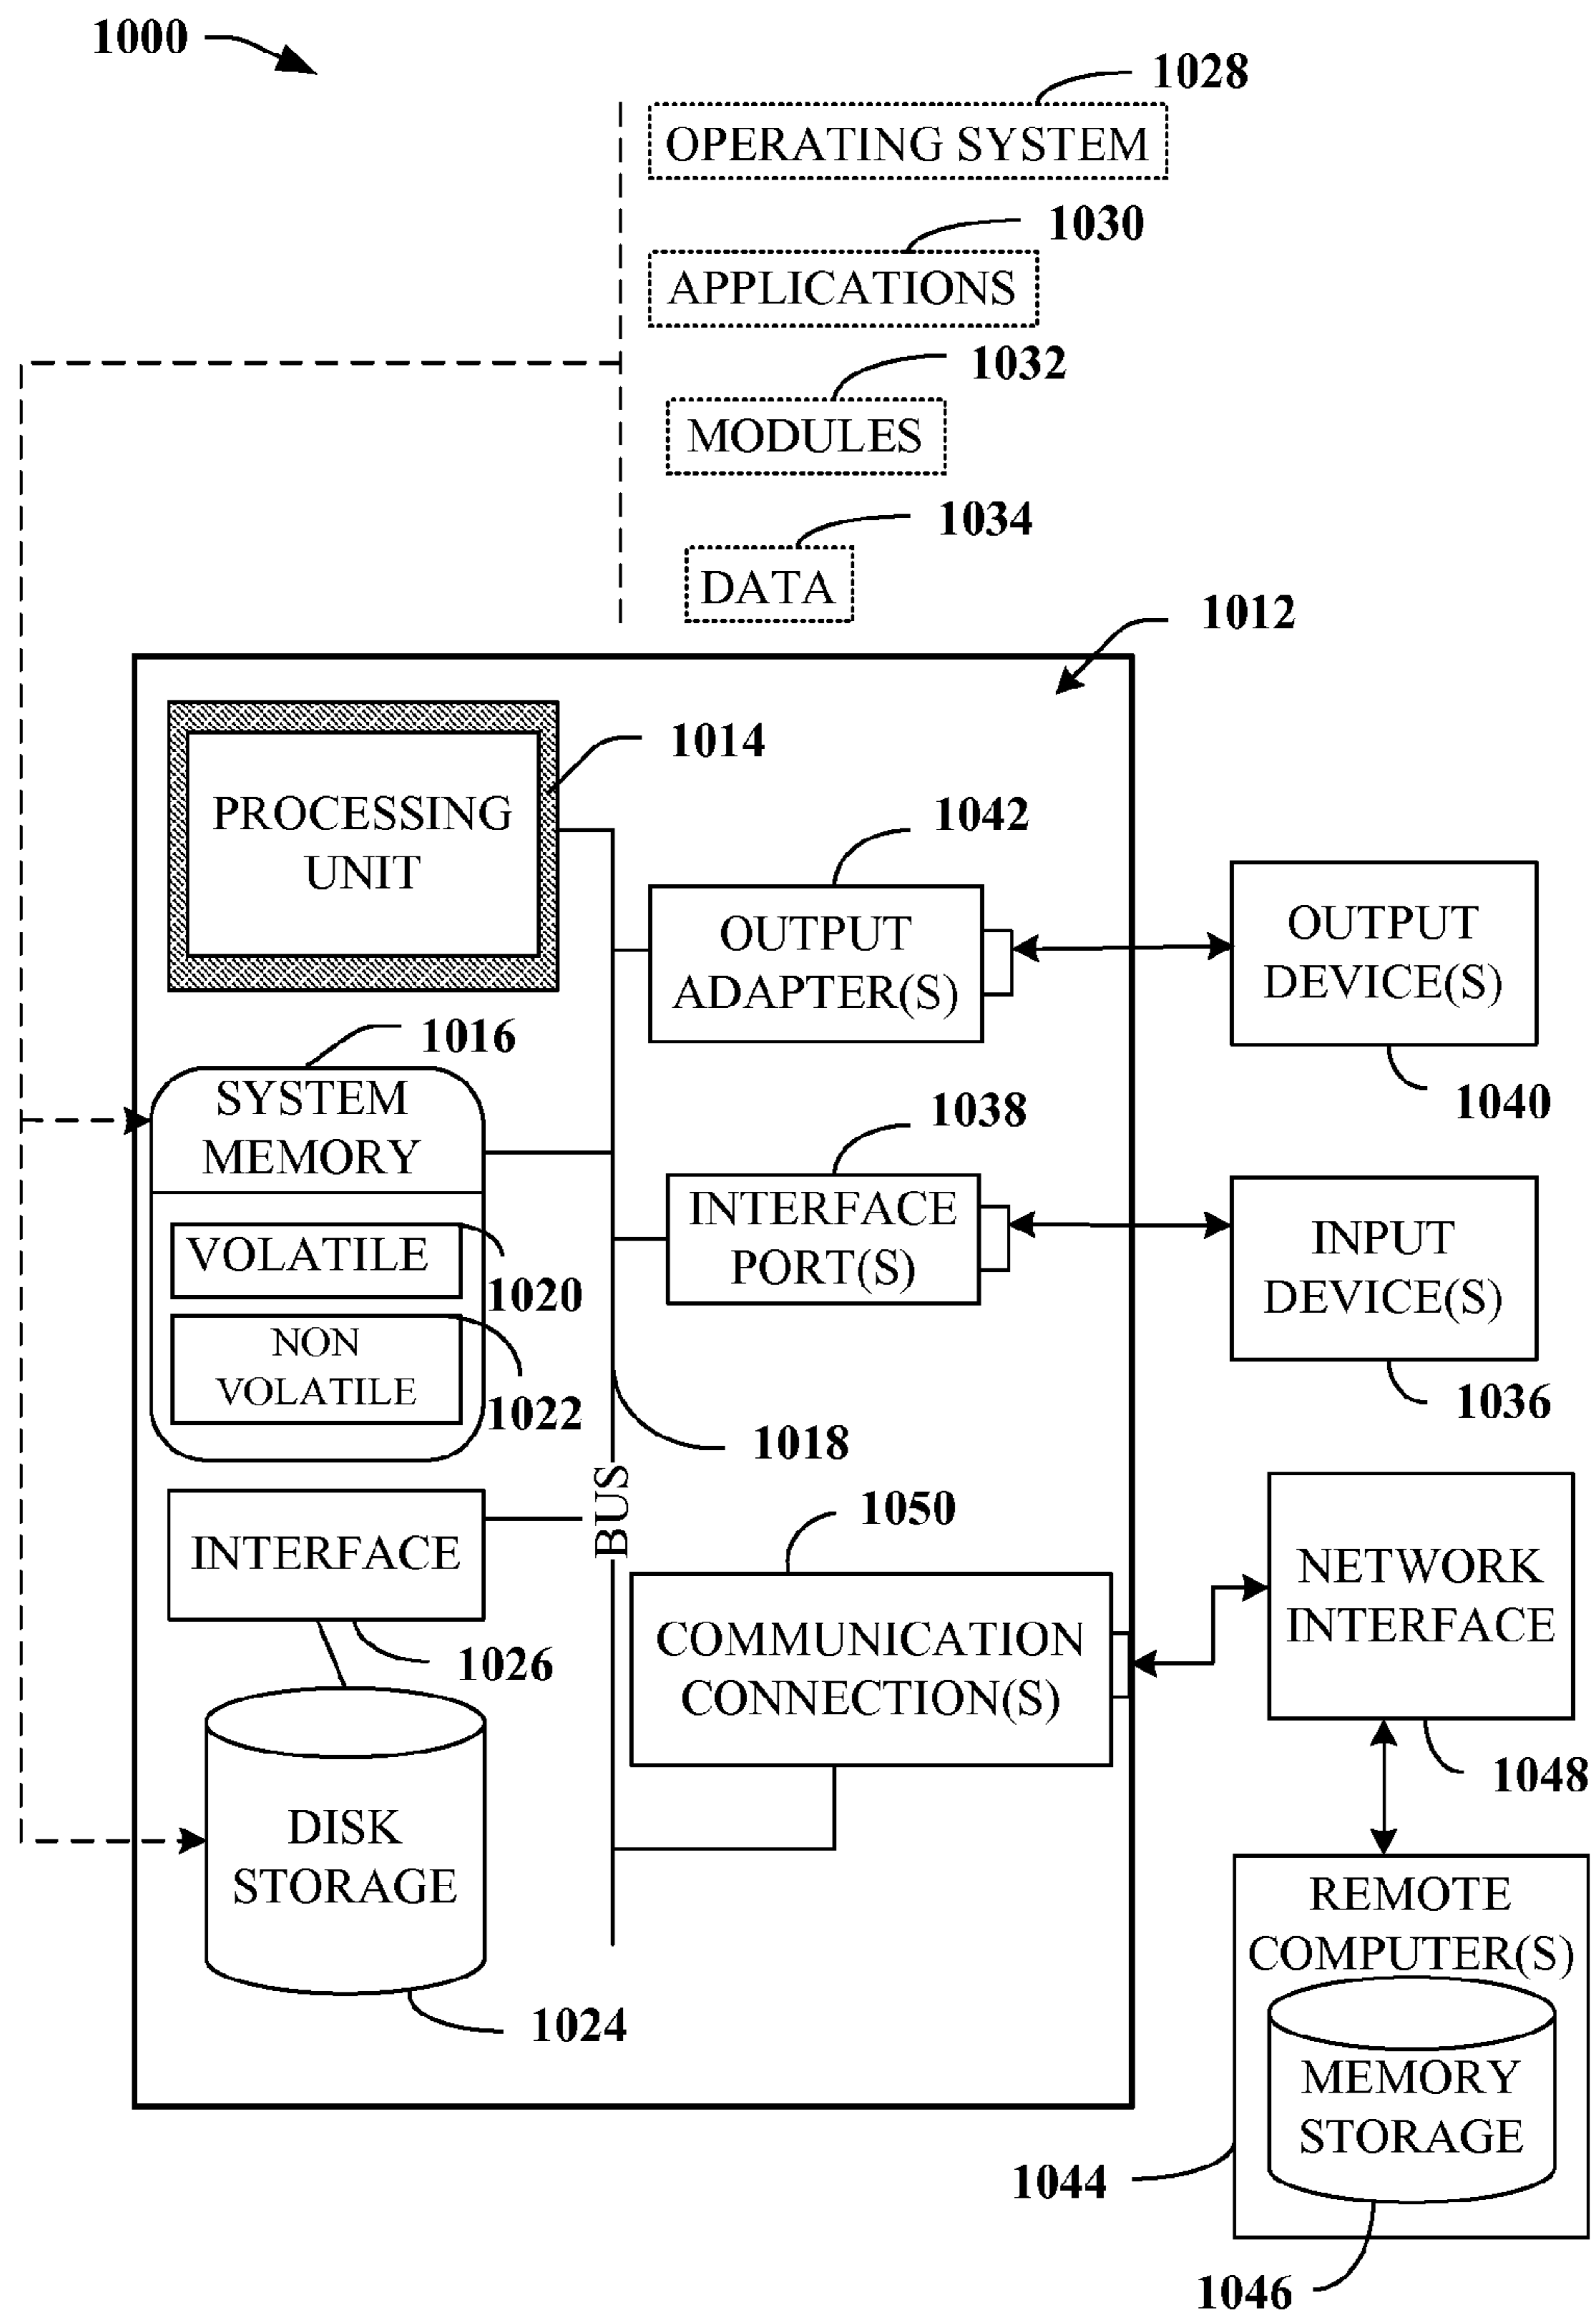 1000
1028
OPERATING SYSTEM
1030
APPLICATIONS
1032
MODULES
1034
DATA
1012
1014
PROCESSING
UNIT
1042
OUTPUT
ADAPTER(S)
OUTPUT
DEVICE(S)
1040
1016
SYSTEM
MEMORY
VOLATILE
1020
NON
VOLATILE
1022
1038
INTERFACE
PORT(S)
INPUT
DEVICE(S)
1036
1018
BUS
INTERFACE
1026
1050
COMMUNICATION
CONNECTION(S)
NETWORK
INTERFACE
1048
DISK
STORAGE
1024
REMOTE
COMPUTER(S)
MEMORY
STORAGE
1044
1046